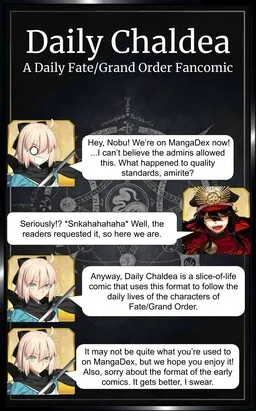 Daily Chaldea
A Daily Fate/Grand Order Fancomic
Hey, Nobu! We're on MangaDex now!
...I can't believe the admins allowed
this. What happened to quality
standards, amirite?
Seriously!? *Snkahahahaha* Well, the
readers requested it, so here we are.
Anyway, Daily Chaldea is a slice-of-life
comic that uses this format to follow the
daily lives of the characters of
Fate/Grand Order.
It may not be quite what you're used to
on MangaDex, but we hope you enjoy it!
Also, sorry about the format of the early
comics. It gets better, I swear.